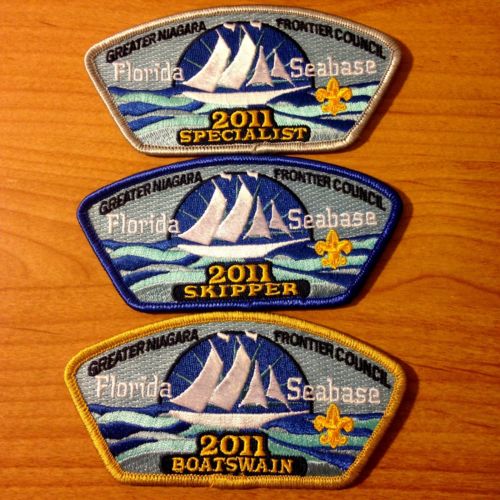 GREATER NIAGARA FRONTIER COUNCIL
Florida Seabase
2011
SPECIALIST
GREATER NIAGARA FRONTIER COUNCIL
Florida Seabase
2011
SKIPPER
GREATER NIAGARA FRONTIER COUNCIL
Florida Seabase
2011
BOATSWAIN